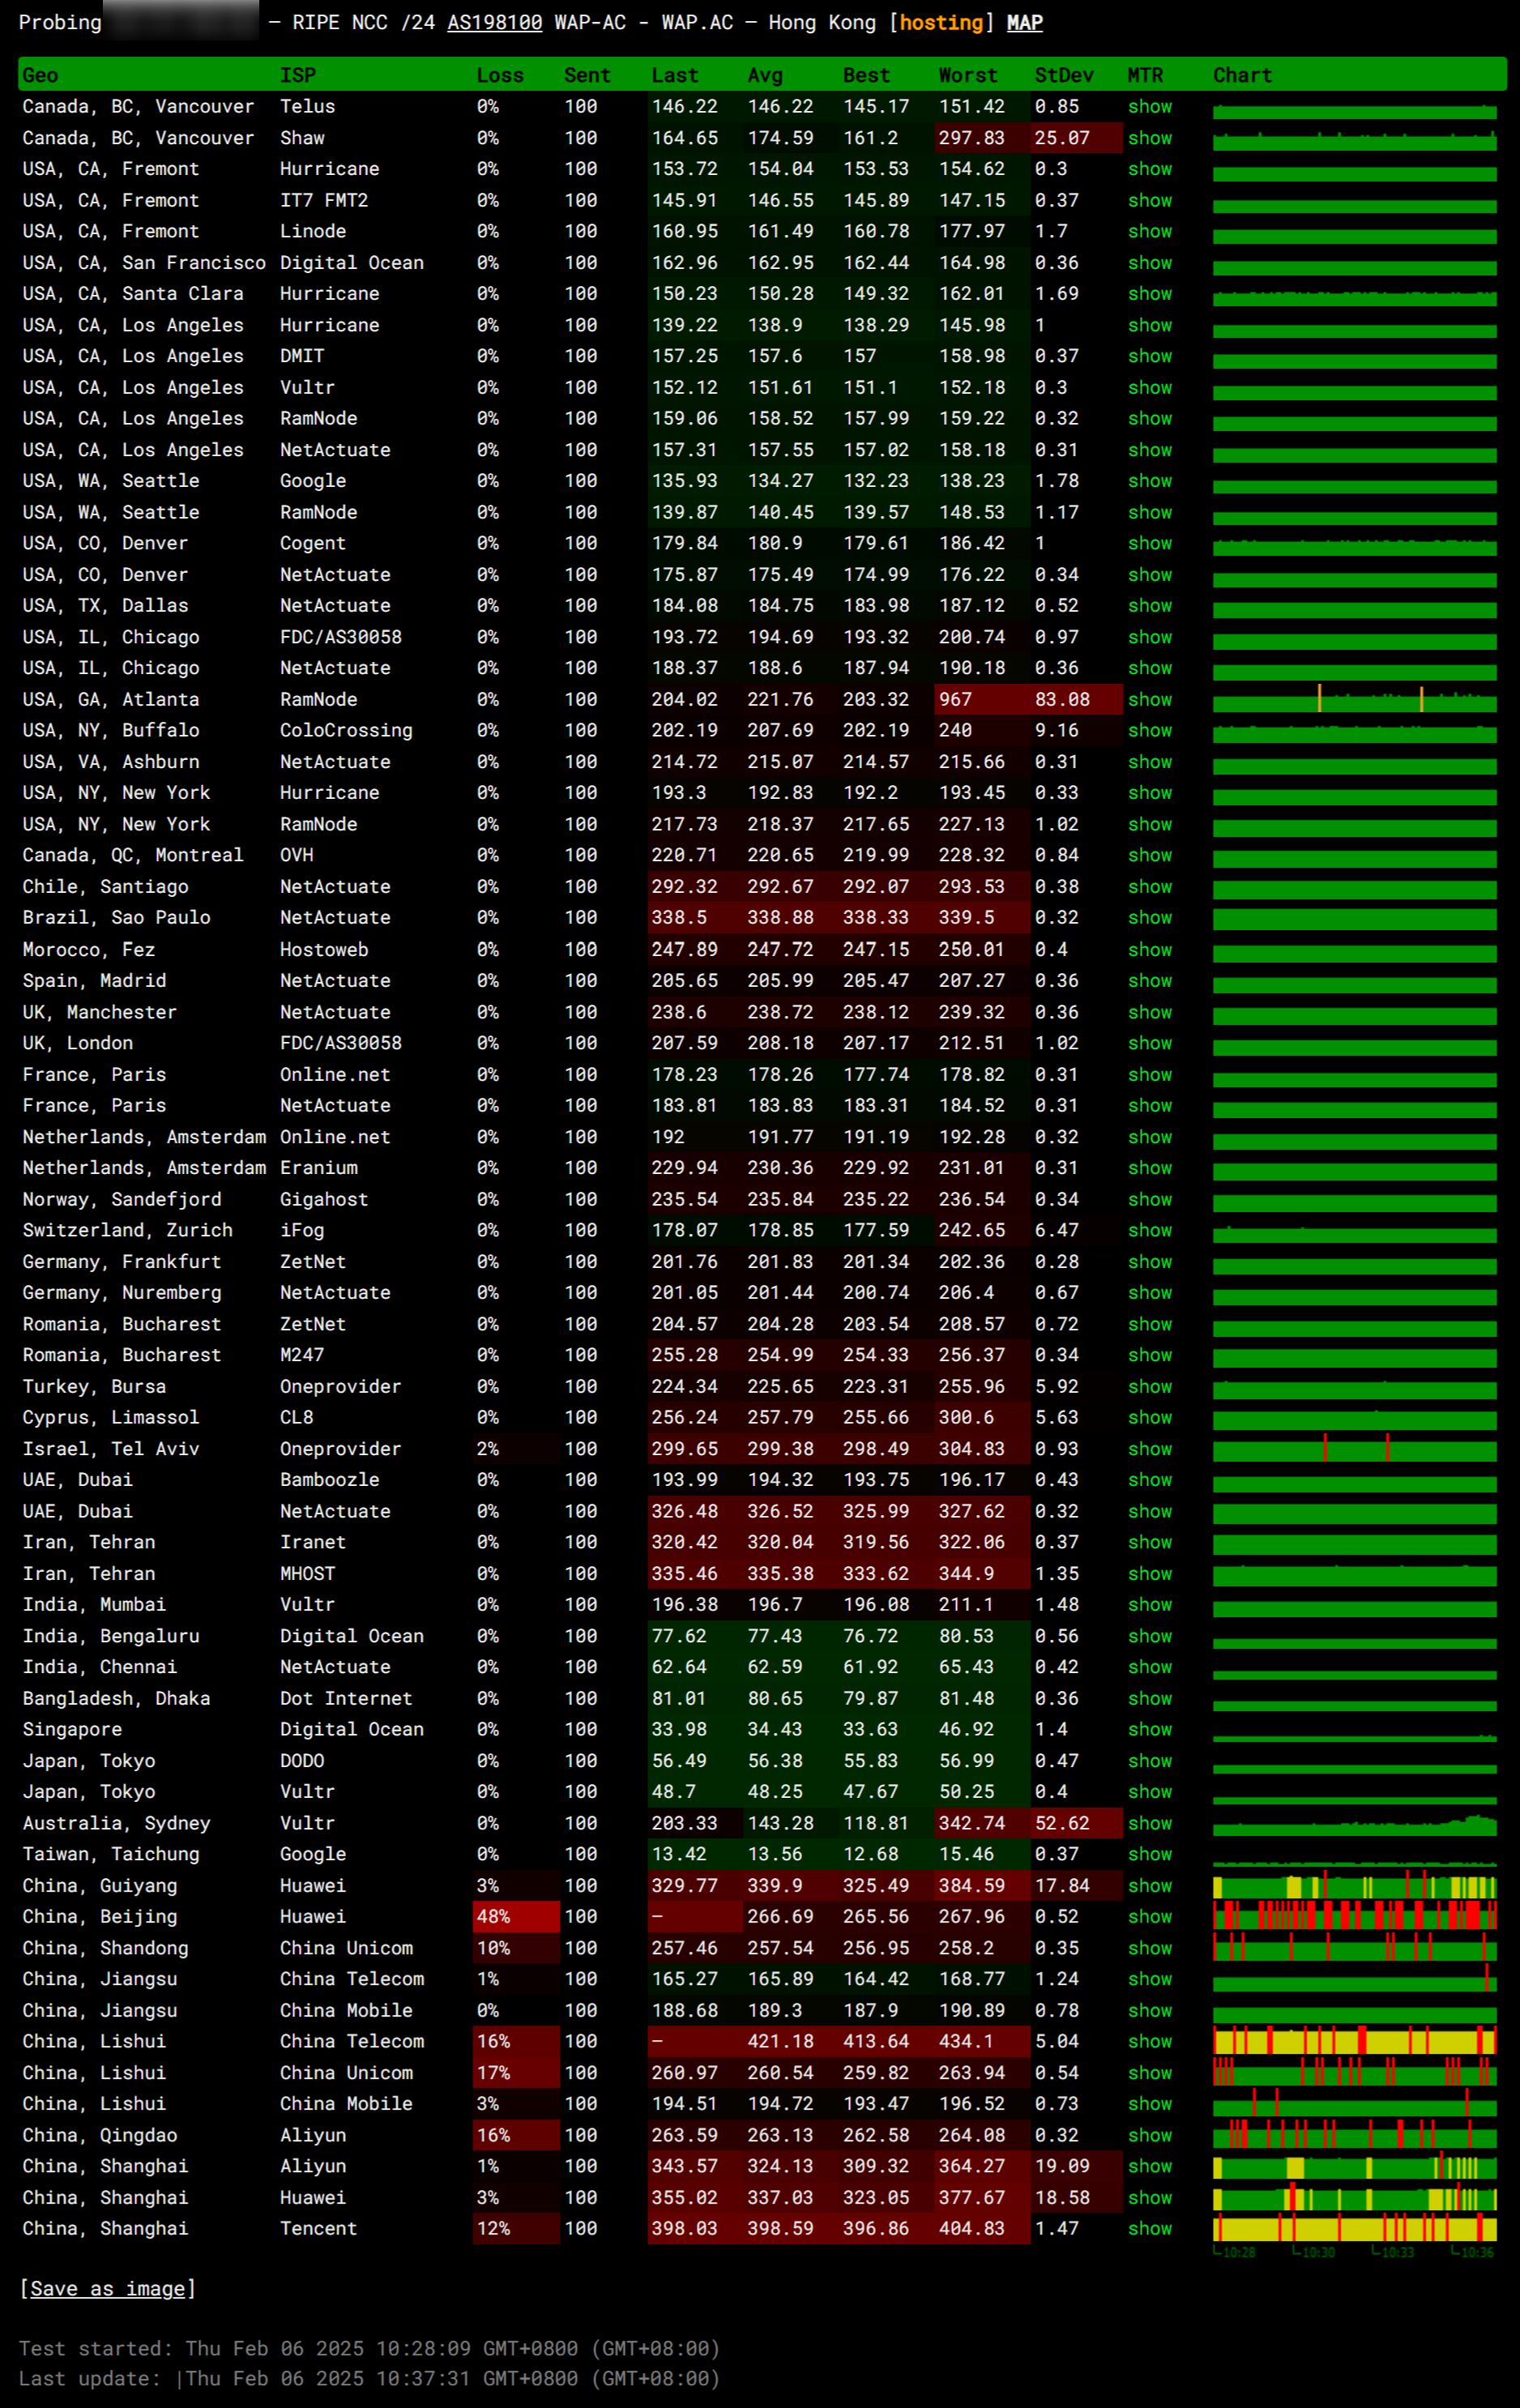 Probing — RIPE NCC /24 AS198100 WAP-AC - WAP.AC — Hong Kong [hosting] MAP
Geo ISP Loss Sent Last Avg Best Worst StDev MTR Chart
Canada, BC, Vancouver Telus 0% 100 146.22 146.22 145.17 151.42 0.85 show
Canada, BC, Vancouver Shaw 0% 100 164.65 174.59 161.2 297.83 25.07 show
USA, CA, Fremont Hurricane 0% 100 153.72 154.04 153.53 154.62 0.3 show
USA, CA, Fremont IT7 FMT2 0% 100 145.91 146.55 145.89 147.15 0.37 show
USA, CA, Fremont Linode 0% 100 160.95 161.49 160.78 177.97 1.7 show
USA, CA, San Francisco Digital Ocean 0% 100 162.96 162.95 162.44 164.98 0.36 show
USA, CA, Santa Clara Hurricane 0% 100 150.23 150.28 149.32 162.01 1.69 show
USA, CA, Los Angeles Hurricane 0% 100 139.22 138.9 138.29 145.98 1 show
USA, CA, Los Angeles DMIT 0% 100 157.25 157.6 157 158.98 0.37 show
USA, CA, Los Angeles Vultr 0% 100 152.12 151.61 151.1 152.18 0.3 show
USA, CA, Los Angeles RamNode 0% 100 159.06 158.52 157.99 159.22 0.32 show
USA, CA, Los Angeles NetActuate 0% 100 157.31 157.55 157.02 158.18 0.31 show
USA, WA, Seattle Google 0% 100 135.93 134.27 132.23 138.23 1.78 show
USA, WA, Seattle RamNode 0% 100 139.87 140.45 139.57 148.53 1.17 show
USA, CO, Denver Cogent 0% 100 179.84 180.9 179.61 186.42 1 show
USA, CO, Denver NetActuate 0% 100 175.87 175.49 174.99 176.22 0.34 show
USA, TX, Dallas NetActuate 0% 100 184.08 184.75 183.98 187.12 0.52 show
USA, IL, Chicago FDC/AS30058 0% 100 193.72 194.69 193.32 200.74 0.97 show
USA, IL, Chicago NetActuate 0% 100 188.37 188.6 187.94 190.18 0.36 show
USA, GA, Atlanta RamNode 0% 100 204.02 221.76 203.32 967 83.08 show
USA, NY, Buffalo ColoCrossing 0% 100 202.19 207.69 202.19 240 9.16 show
USA, VA, Ashburn NetActuate 0% 100 214.72 215.07 214.57 215.66 0.31 show
USA, NY, New York Hurricane 0% 100 193.3 192.83 192.2 193.45 0.33 show
USA, NY, New York RamNode 0% 100 217.73 218.37 217.65 227.13 1.02 show
Canada, QC, Montreal OVH 0% 100 220.71 220.65 219.99 228.32 0.84 show
Chile, Santiago NetActuate 0% 100 292.32 292.67 292.07 293.53 0.38 show
Brazil, Sao Paulo NetActuate 0% 100 338.5 338.88 338.33 339.5 0.32 show
Morocco, Fez Hostoweb 0% 100 247.89 247.72 247.15 250.01 0.4 show
Spain, Madrid NetActuate 0% 100 205.65 205.99 205.47 207.27 0.36 show
UK, Manchester NetActuate 0% 100 238.6 238.72 238.12 239.32 0.36 show
UK, London FDC/AS30058 0% 100 207.59 208.18 207.17 212.51 1.02 show
France, Paris Online.net 0% 100 178.23 178.26 177.74 178.82 0.31 show
France, Paris NetActuate 0% 100 183.81 183.83 183.31 184.52 0.31 show
Netherlands, Amsterdam Online.net 0% 100 192 191.77 191.19 192.28 0.32 show
Netherlands, Amsterdam Eranium 0% 100 229.94 230.36 229.92 231.01 0.31 show
Norway, Sandefjord Gigahost 0% 100 235.54 235.84 235.22 236.54 0.34 show
Switzerland, Zurich iFog 0% 100 178.07 178.85 177.59 242.65 6.47 show
Germany, Frankfurt ZetNet 0% 100 201.76 201.83 201.34 202.36 0.28 show
Germany, Nuremberg NetActuate 0% 100 201.05 201.44 200.74 206.4 0.67 show
Romania, Bucharest ZetNet 0% 100 204.57 204.28 203.54 208.57 0.72 show
Romania, Bucharest M247 0% 100 255.28 254.99 254.33 256.37 0.34 show
Turkey, Bursa Oneprovider 0% 100 224.34 225.65 223.31 255.96 5.92 show
Cyprus, Limassol CL8 0% 100 256.24 257.79 255.66 300.6 5.63 show
Israel, Tel Aviv Oneprovider 2% 100 299.65 299.38 298.49 304.83 0.93 show
UAE, Dubai Bamboozle 0% 100 193.99 194.32 193.75 196.17 0.43 show
UAE, Dubai NetActuate 0% 100 326.48 326.52 325.99 327.62 0.32 show
Iran, Tehran Iranet 0% 100 320.42 320.04 319.56 322.06 0.37 show
Iran, Tehran MHOST 0% 100 335.46 335.38 333.62 344.9 1.35 show
India, Mumbai Vultr 0% 100 196.38 196.7 196.08 211.1 1.48 show
India, Bengaluru Digital Ocean 0% 100 77.62 77.43 76.72 80.53 0.56 show
India, Chennai NetActuate 0% 100 62.64 62.59 61.92 65.43 0.42 show
Bangladesh, Dhaka Dot Internet 0% 100 81.01 80.65 79.87 81.48 0.36 show
Singapore Digital Ocean 0% 100 33.98 34.43 33.63 46.92 1.4 show
Japan, Tokyo DODO 0% 100 56.49 56.38 55.83 56.99 0.47 show
Japan, Tokyo Vultr 0% 100 48.7 48.25 47.67 50.25 0.4 show
Australia, Sydney Vultr 0% 100 203.33 143.28 118.81 342.74 52.62 show
Taiwan, Taichung Google 0% 100 13.42 13.56 12.68 15.46 0.37 show
China, Guiyang Huawei 3% 100 329.77 339.9 325.49 384.59 17.84 show
China, Beijing Huawei 48% 100 – 266.69 265.56 267.96 0.52 show
China, Shandong China Unicom 10% 100 257.46 257.54 256.95 258.2 0.35 show
China, Jiangsu China Telecom 1% 100 165.27 165.89 164.42 168.77 1.24 show
China, Jiangsu China Mobile 0% 100 188.68 189.3 187.9 190.89 0.78 show
China, Lishui China Telecom 16% 100 – 421.18 413.64 434.1 5.04 show
China, Lishui China Unicom 17% 100 260.97 260.54 259.82 263.94 0.54 show
China, Lishui China Mobile 3% 100 194.51 194.72 193.47 196.52 0.73 show
China, Qingdao Aliyun 16% 100 263.59 263.13 262.58 264.08 0.32 show
China, Shanghai Aliyun 1% 100 343.57 324.13 309.32 364.27 19.09 show
China, Shanghai Huawei 3% 100 355.02 337.03 323.05 377.67 18.58 show
China, Shanghai Tencent 12% 100 398.03 398.59 396.86 404.83 1.47 show
10:28 10:30 10:33 10:36
[Save as image]
Test started: Thu Feb 06 2025 10:28:09 GMT+0800 (GMT+08:00)
Last update: |Thu Feb 06 2025 10:37:31 GMT+0800 (GMT+08:00)